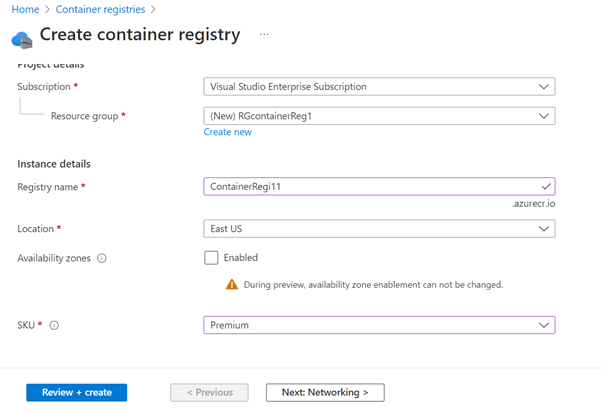 Home > Container registries >
Create container registry ...
Project details
Subscription *
Visual Studio Enterprise Subscription
Resource group *
(New) RGcontainerReg1
Create new
Instance details
Registry name *
ContainerRegi11
.azurecr.io
Location *
East US
Availability zones
Enabled
During preview, availability zone enablement can not be changed.
SKU *
Premium
Review + create
< Previous
Next: Networking >